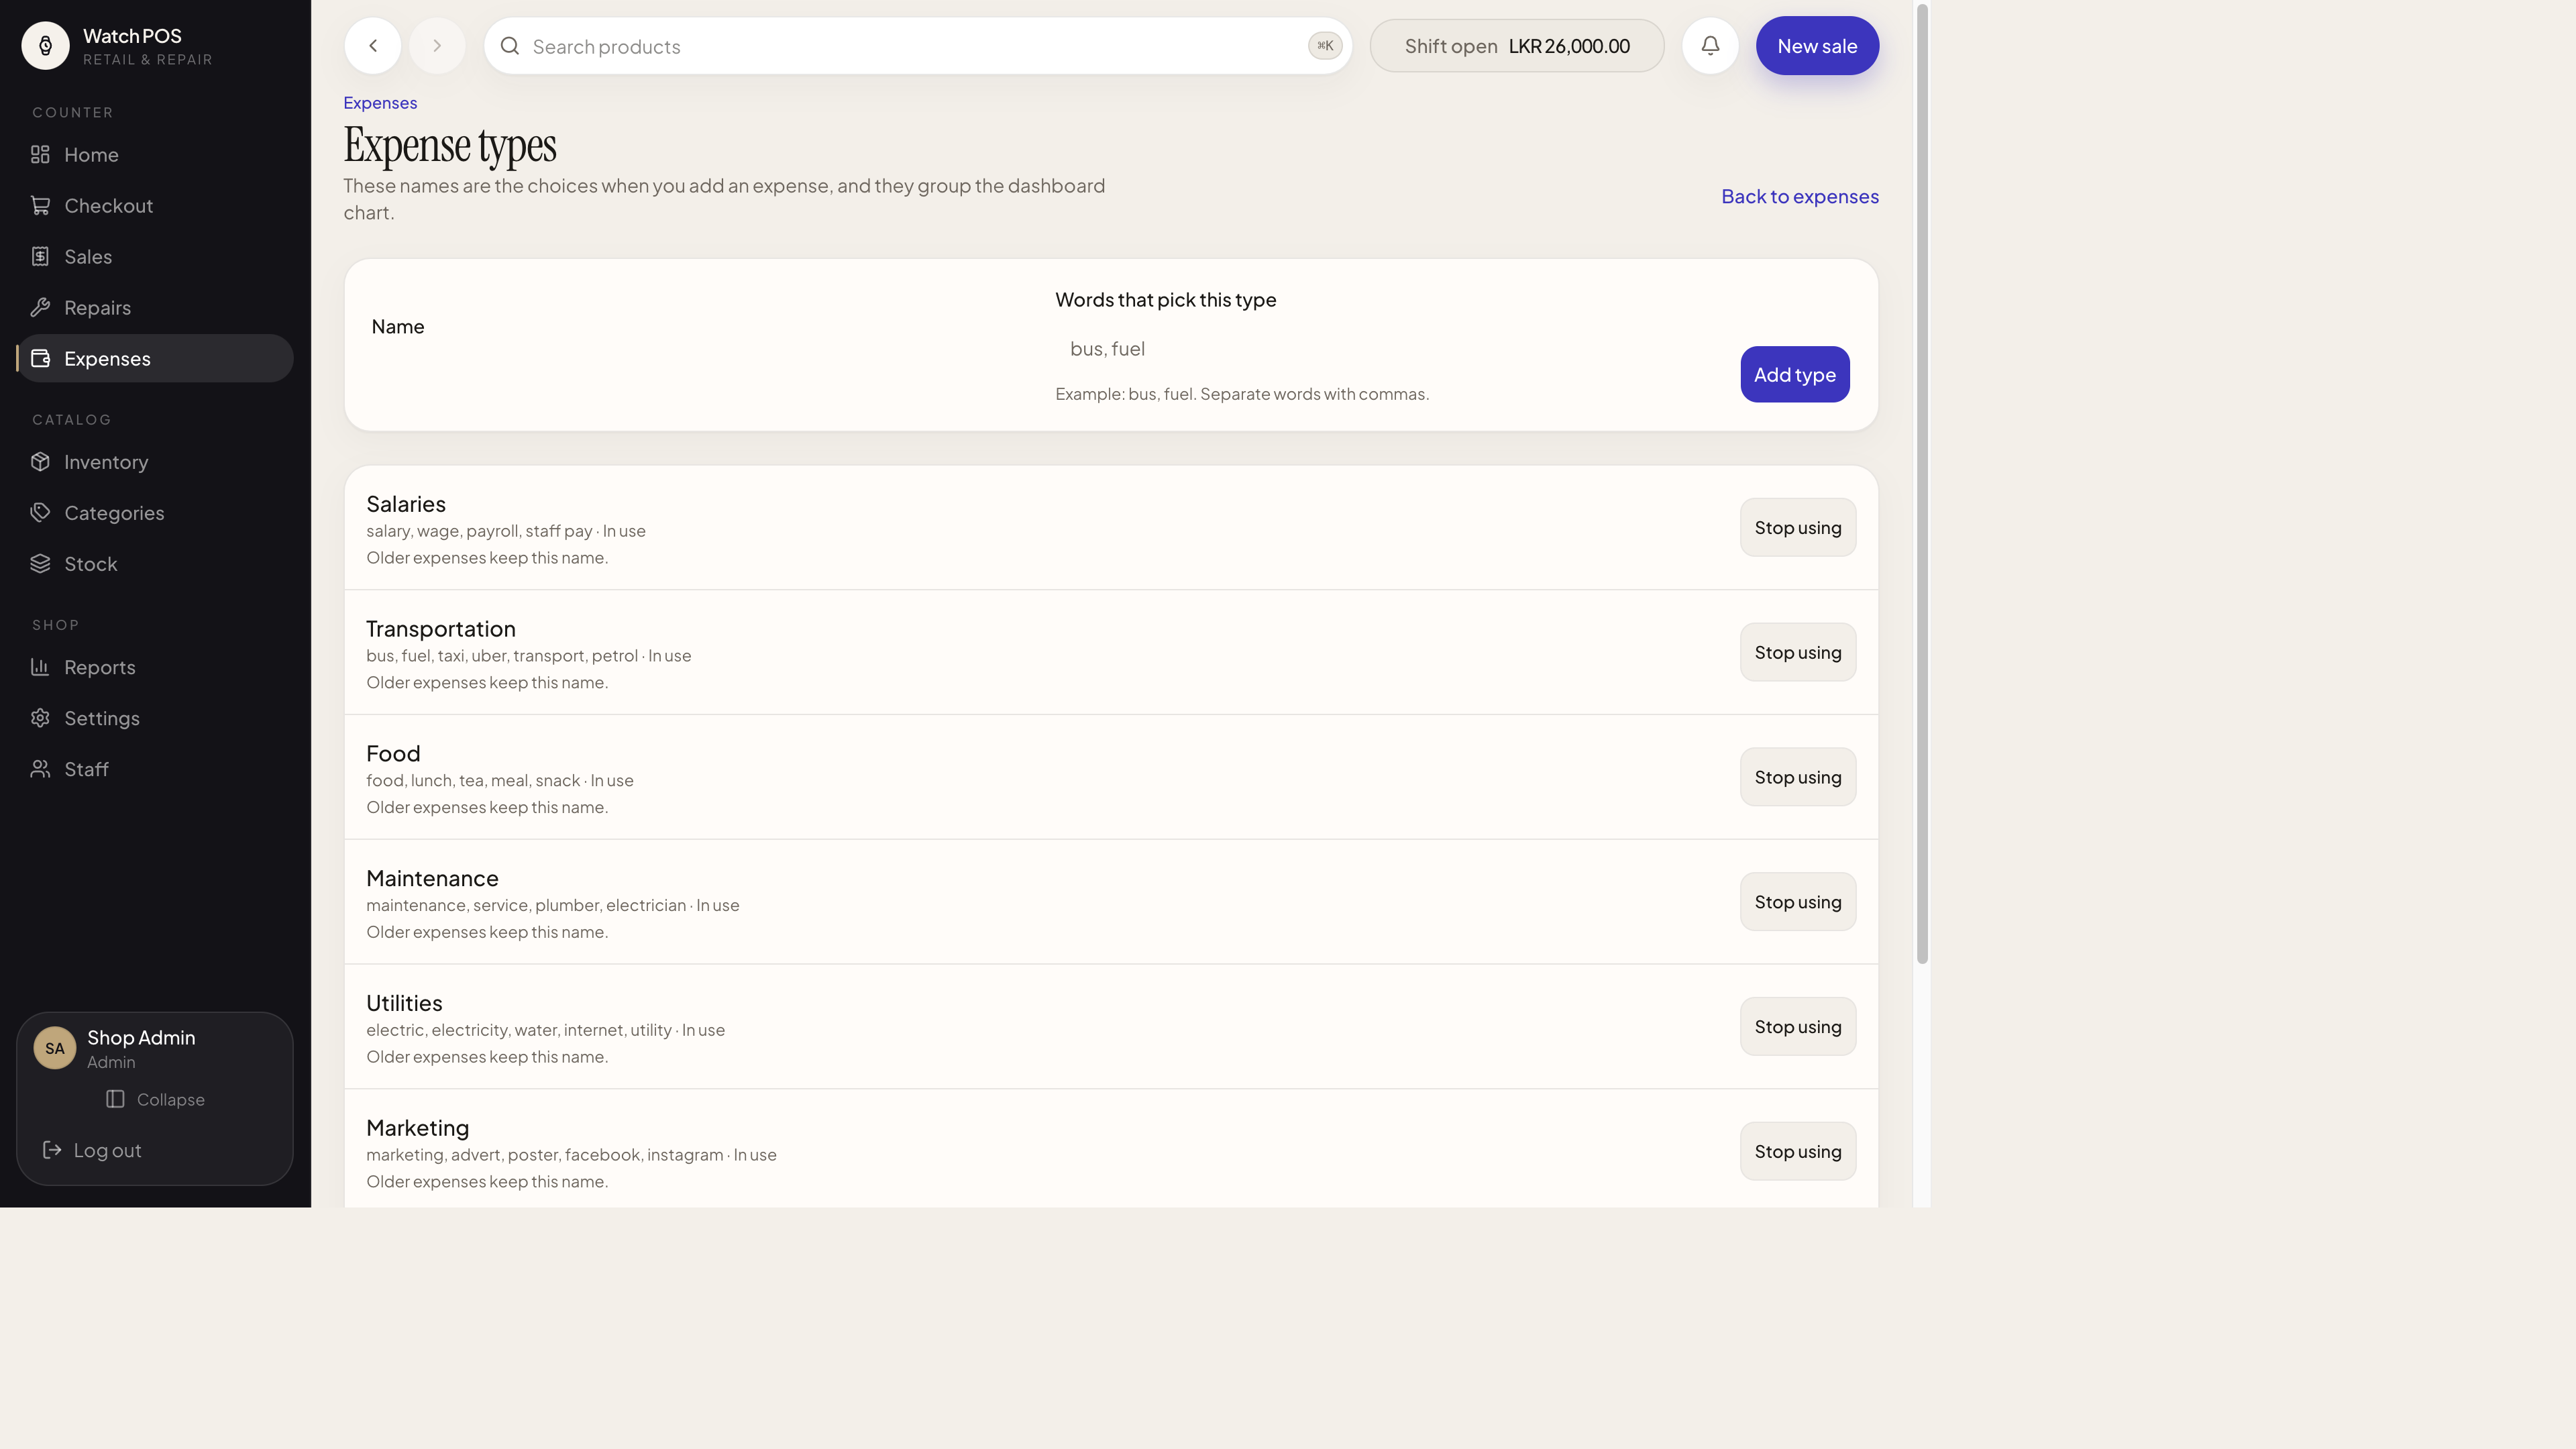 Watch POS
RETAIL & REPAIR
COUNTER
Home
Checkout
Sales
Repairs
Expenses
CATALOG
Inventory
Categories
Stock
SHOP
Reports
Settings
Staff
SA
Shop Admin
Admin
Collapse
Log out
Search products
⌘K
Shift open LKR 26,000.00
New sale
Expenses
Expense types
These names are the choices when you add an expense, and they group the dashboard
chart.
Back to expenses
Name
Words that pick this type
bus, fuel
Example: bus, fuel. Separate words with commas.
Add type
Salaries
salary, wage, payroll, staff pay · In use
Older expenses keep this name.
Stop using
Transportation
bus, fuel, taxi, uber, transport, petrol · In use
Older expenses keep this name.
Stop using
Food
food, lunch, tea, meal, snack · In use
Older expenses keep this name.
Stop using
Maintenance
maintenance, service, plumber, electrician · In use
Older expenses keep this name.
Stop using
Utilities
electric, electricity, water, internet, utility · In use
Older expenses keep this name.
Stop using
Marketing
marketing, advert, poster, facebook, instagram · In use
Older expenses keep this name.
Stop using